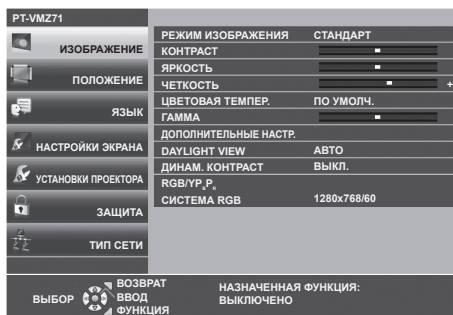 PT-VMZ71
ИЗОБРАЖЕНИЕ
ПОЛОЖЕНИЕ
ЯЗЫК
НАСТРОЙКИ ЭКРАНА
УСТАНОВКИ ПРОЕКТОРА
ЗАЩИТА
ТИП СЕТИ
РЕЖИМ ИЗОБРАЖЕНИЯ СТАНДАРТ
КОНТРАСТ
ЯРКОСТЬ
ЧЕТКОСТЬ +
ЦВЕТОВАЯ ТЕМПЕР. ПО УМОЛЧ.
ГАММА
ДОПОЛНИТЕЛЬНЫЕ НАСТР.
DAYLIGHT VIEW АВТО
ДИНАМ. КОНТРАСТ ВЫКЛ.
RGB/YPBPR
СИСТЕМА RGB 1280x768/60
ВЫБОР
ВОЗВРАТ
ВВОД
ФУНКЦИЯ
НАЗНАЧЕННАЯ ФУНКЦИЯ:
ВЫКЛЮЧЕНО